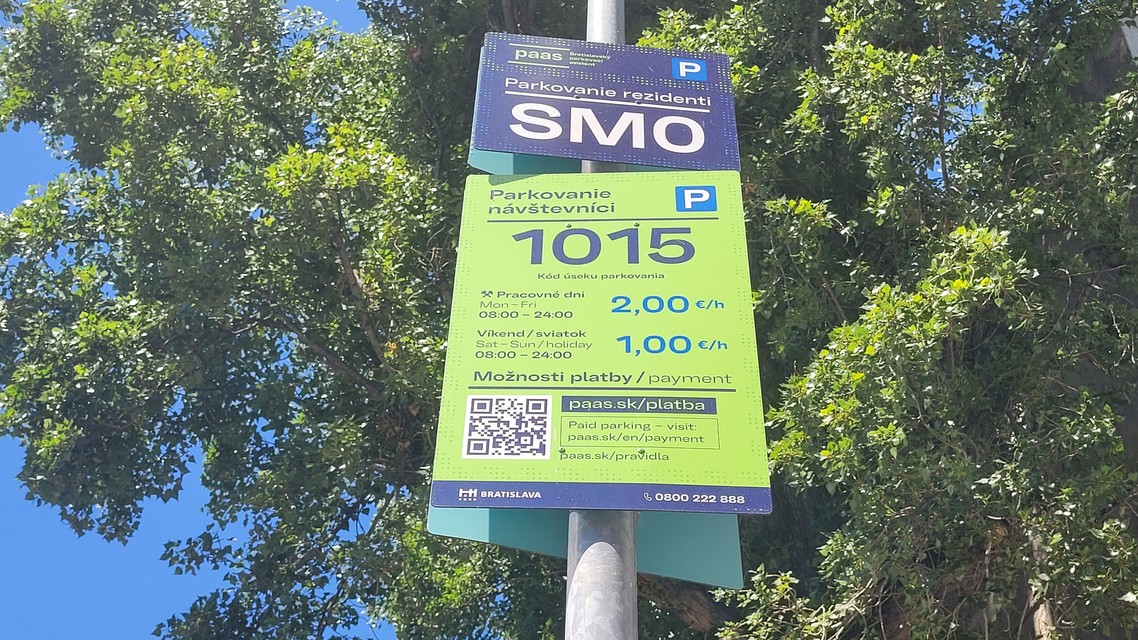 paas Bratislavský
parkovací
asistent
P
Parkovanie rezidenti
SM0
Parkovanie
návštevníci
P
1015
Kód úseku parkovania
Pracovné dni
Mon – Fri
08:00 – 24:00
2,00 €/h
Víkend / sviatok
Sat – Sun / holiday
08:00 – 24:00
1,00 €/h
Možnosti platby / payment
paas.sk/platba
Paid parking – visit:
paas.sk/en/payment
paas.sk/pravidla
BRATISLAVA
0800 222 888